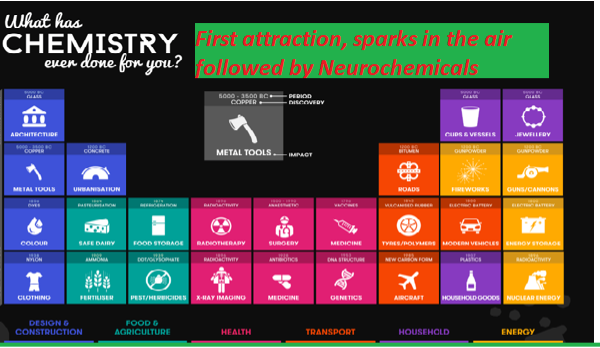 What has
CHEMISTRY
ever done for you?
First attraction, sparks in the air
followed by Neurochemicals
5000 - 3500 BC PERIOD
COPPER DISCOVERY
METAL TOOLS IMPACT
GLASS GLASS GLASS
ARCHITECTURE CUPS & VESSELS JEWELLERY
COPPER CONCRETE BITUMEN GUNPOWDER GUNPOWDER
METAL TOOLS URBANISATION ROADS FIREWORKS GUNS/CANNONS
DYES PASTEURISATION REFRIGERATION RADIOACTIVITY ANAESTHETIC VACCINES VULCANISED RUBBER ELECTRIC BATTERY ELECTRIC BATTERY
COLOUR SAFE DAIRY FOOD STORAGE RADIOTHERAPY SURGERY MEDICINE TYRES/POLYMERS MODERN VEHICLES ENERGY STORAGE
NYLON AMMONIA DDT/GLYSOPHATE RADIOACTIVITY ANTIBIOTICS DNA STRUCTURE NEW CARBON FORM PLASTICS RADIOACTIVITY
CLOTHING FERTILISER PEST/HERBICIDES X-RAY IMAGING MEDICINE GENETICS AIRCRAFT HOUSEHOLD GOODS NUCLEAR ENERGY
DESIGN & CONSTRUCTION FOOD & AGRICULTURE HEALTH TRANSPORT HOUSEHOLD ENERGY